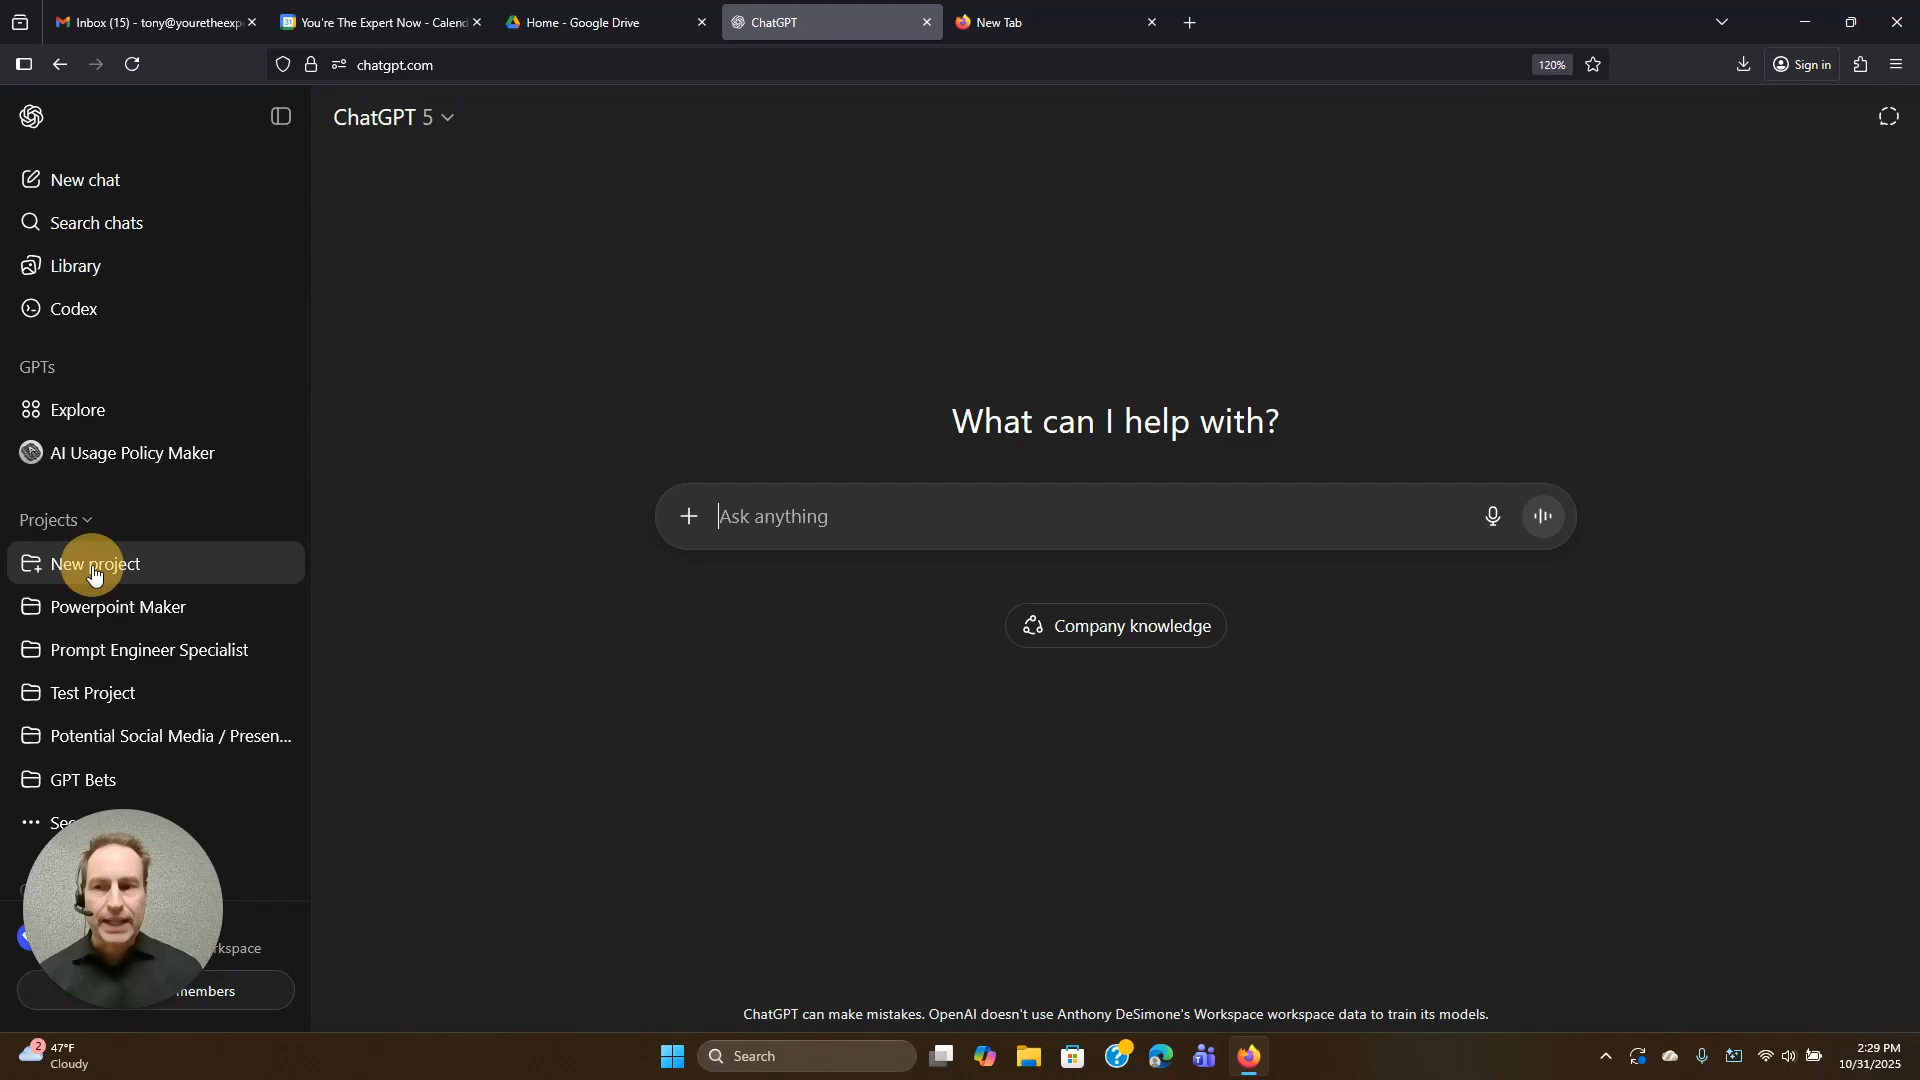 Inbox (15) - tony@youretheexp
You're The Expert Now - Calend
Home - Google Drive
ChatGPT
New Tab
chatgpt.com
120%
Sign in
ChatGPT 5
New chat
Search chats
Library
Codex
GPTs
Explore
AI Usage Policy Maker
Projects
New project
Powerpoint Maker
Prompt Engineer Specialist
Test Project
Potential Social Media / Presen...
GPT Bets
What can I help with?
Ask anything
Company knowledge
members
ChatGPT can make mistakes. OpenAI doesn't use Anthony DeSimone's Workspace workspace data to train its models.
2
47°F
Cloudy
Search
2:29 PM
10/31/2025